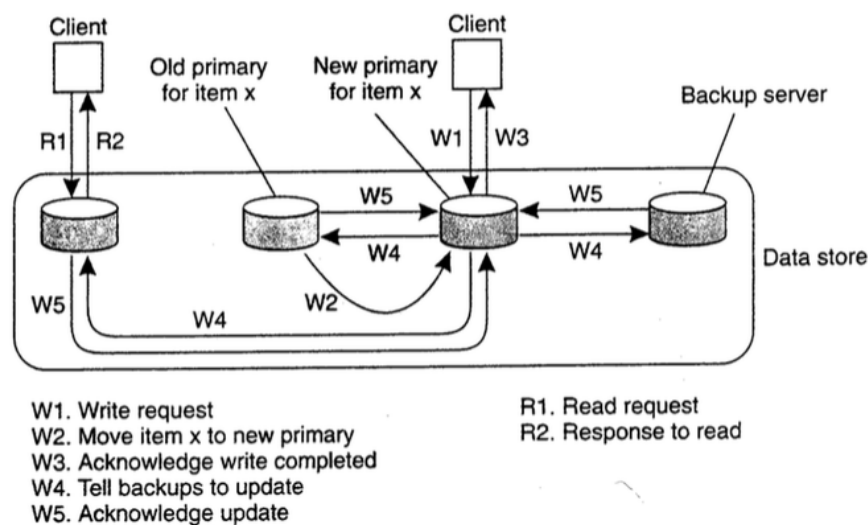 Client
Client
Old primary
for item x
New primary
for item x
Backup server
R1
R2
W1
W3
W5
W5
W4
W4
Data store
W5
W4
W2
W1. Write request
W2. Move item x to new primary
W3. Acknowledge write completed
W4. Tell backups to update
W5. Acknowledge update
R1. Read request
R2. Response to read